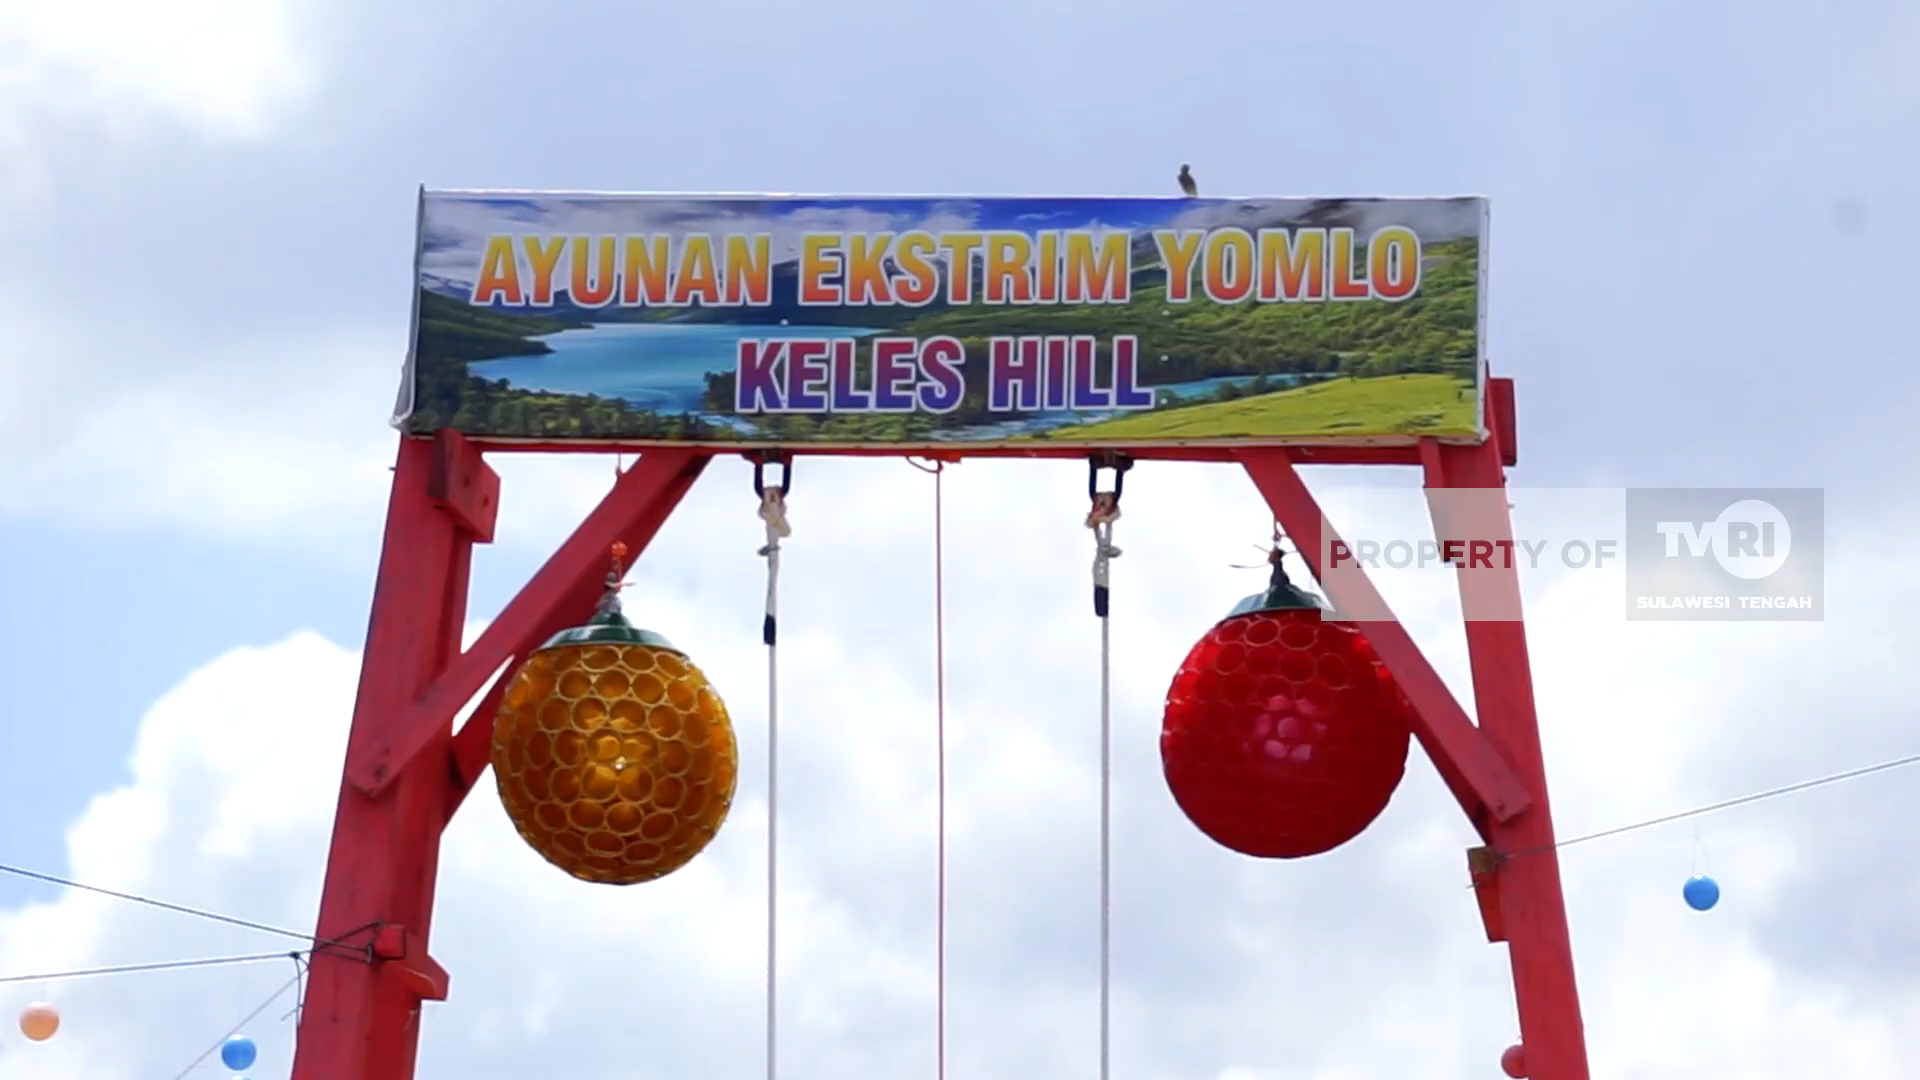 AYUNAN EKSTRIM YOMLO
KELES HILL
PROPERTY OF
TVRI
SULAWESI TENGAH